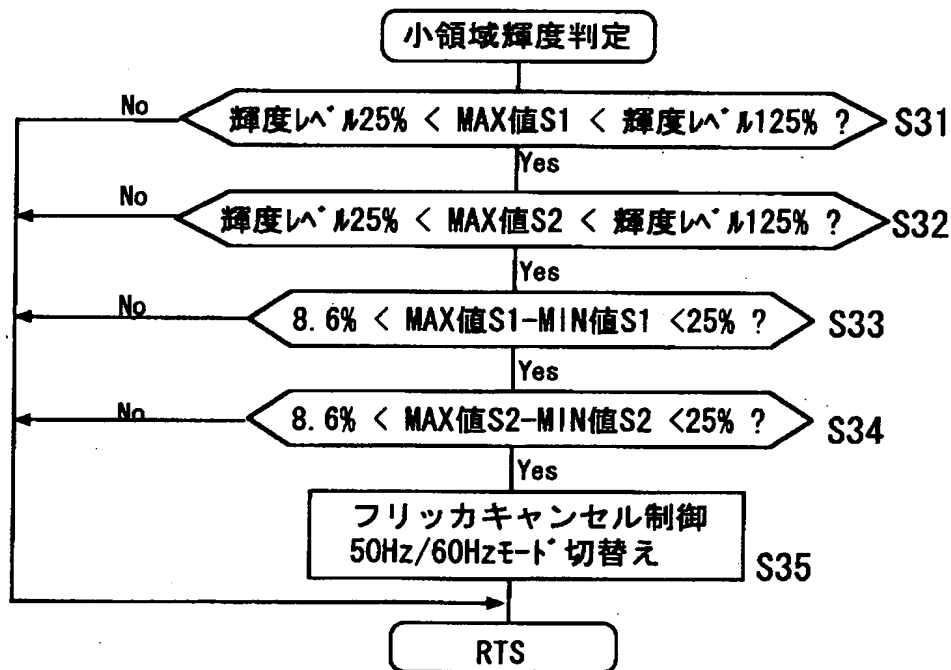 小領域輝度判定
No
輝度ﾚﾍﾞﾙ25% < MAX値S1 < 輝度ﾚﾍﾞﾙ125% ?
S31
Yes
No
輝度ﾚﾍﾞﾙ25% < MAX値S2 < 輝度ﾚﾍﾞﾙ125% ?
S32
Yes
No
8.6% < MAX値S1-MIN値S1 <25% ?
S33
Yes
No
8.6% < MAX値S2-MIN値S2 <25% ?
S34
Yes
フリッカキャンセル制御
50Hz/60Hzﾓｰﾄﾞ切替え
S35
RTS